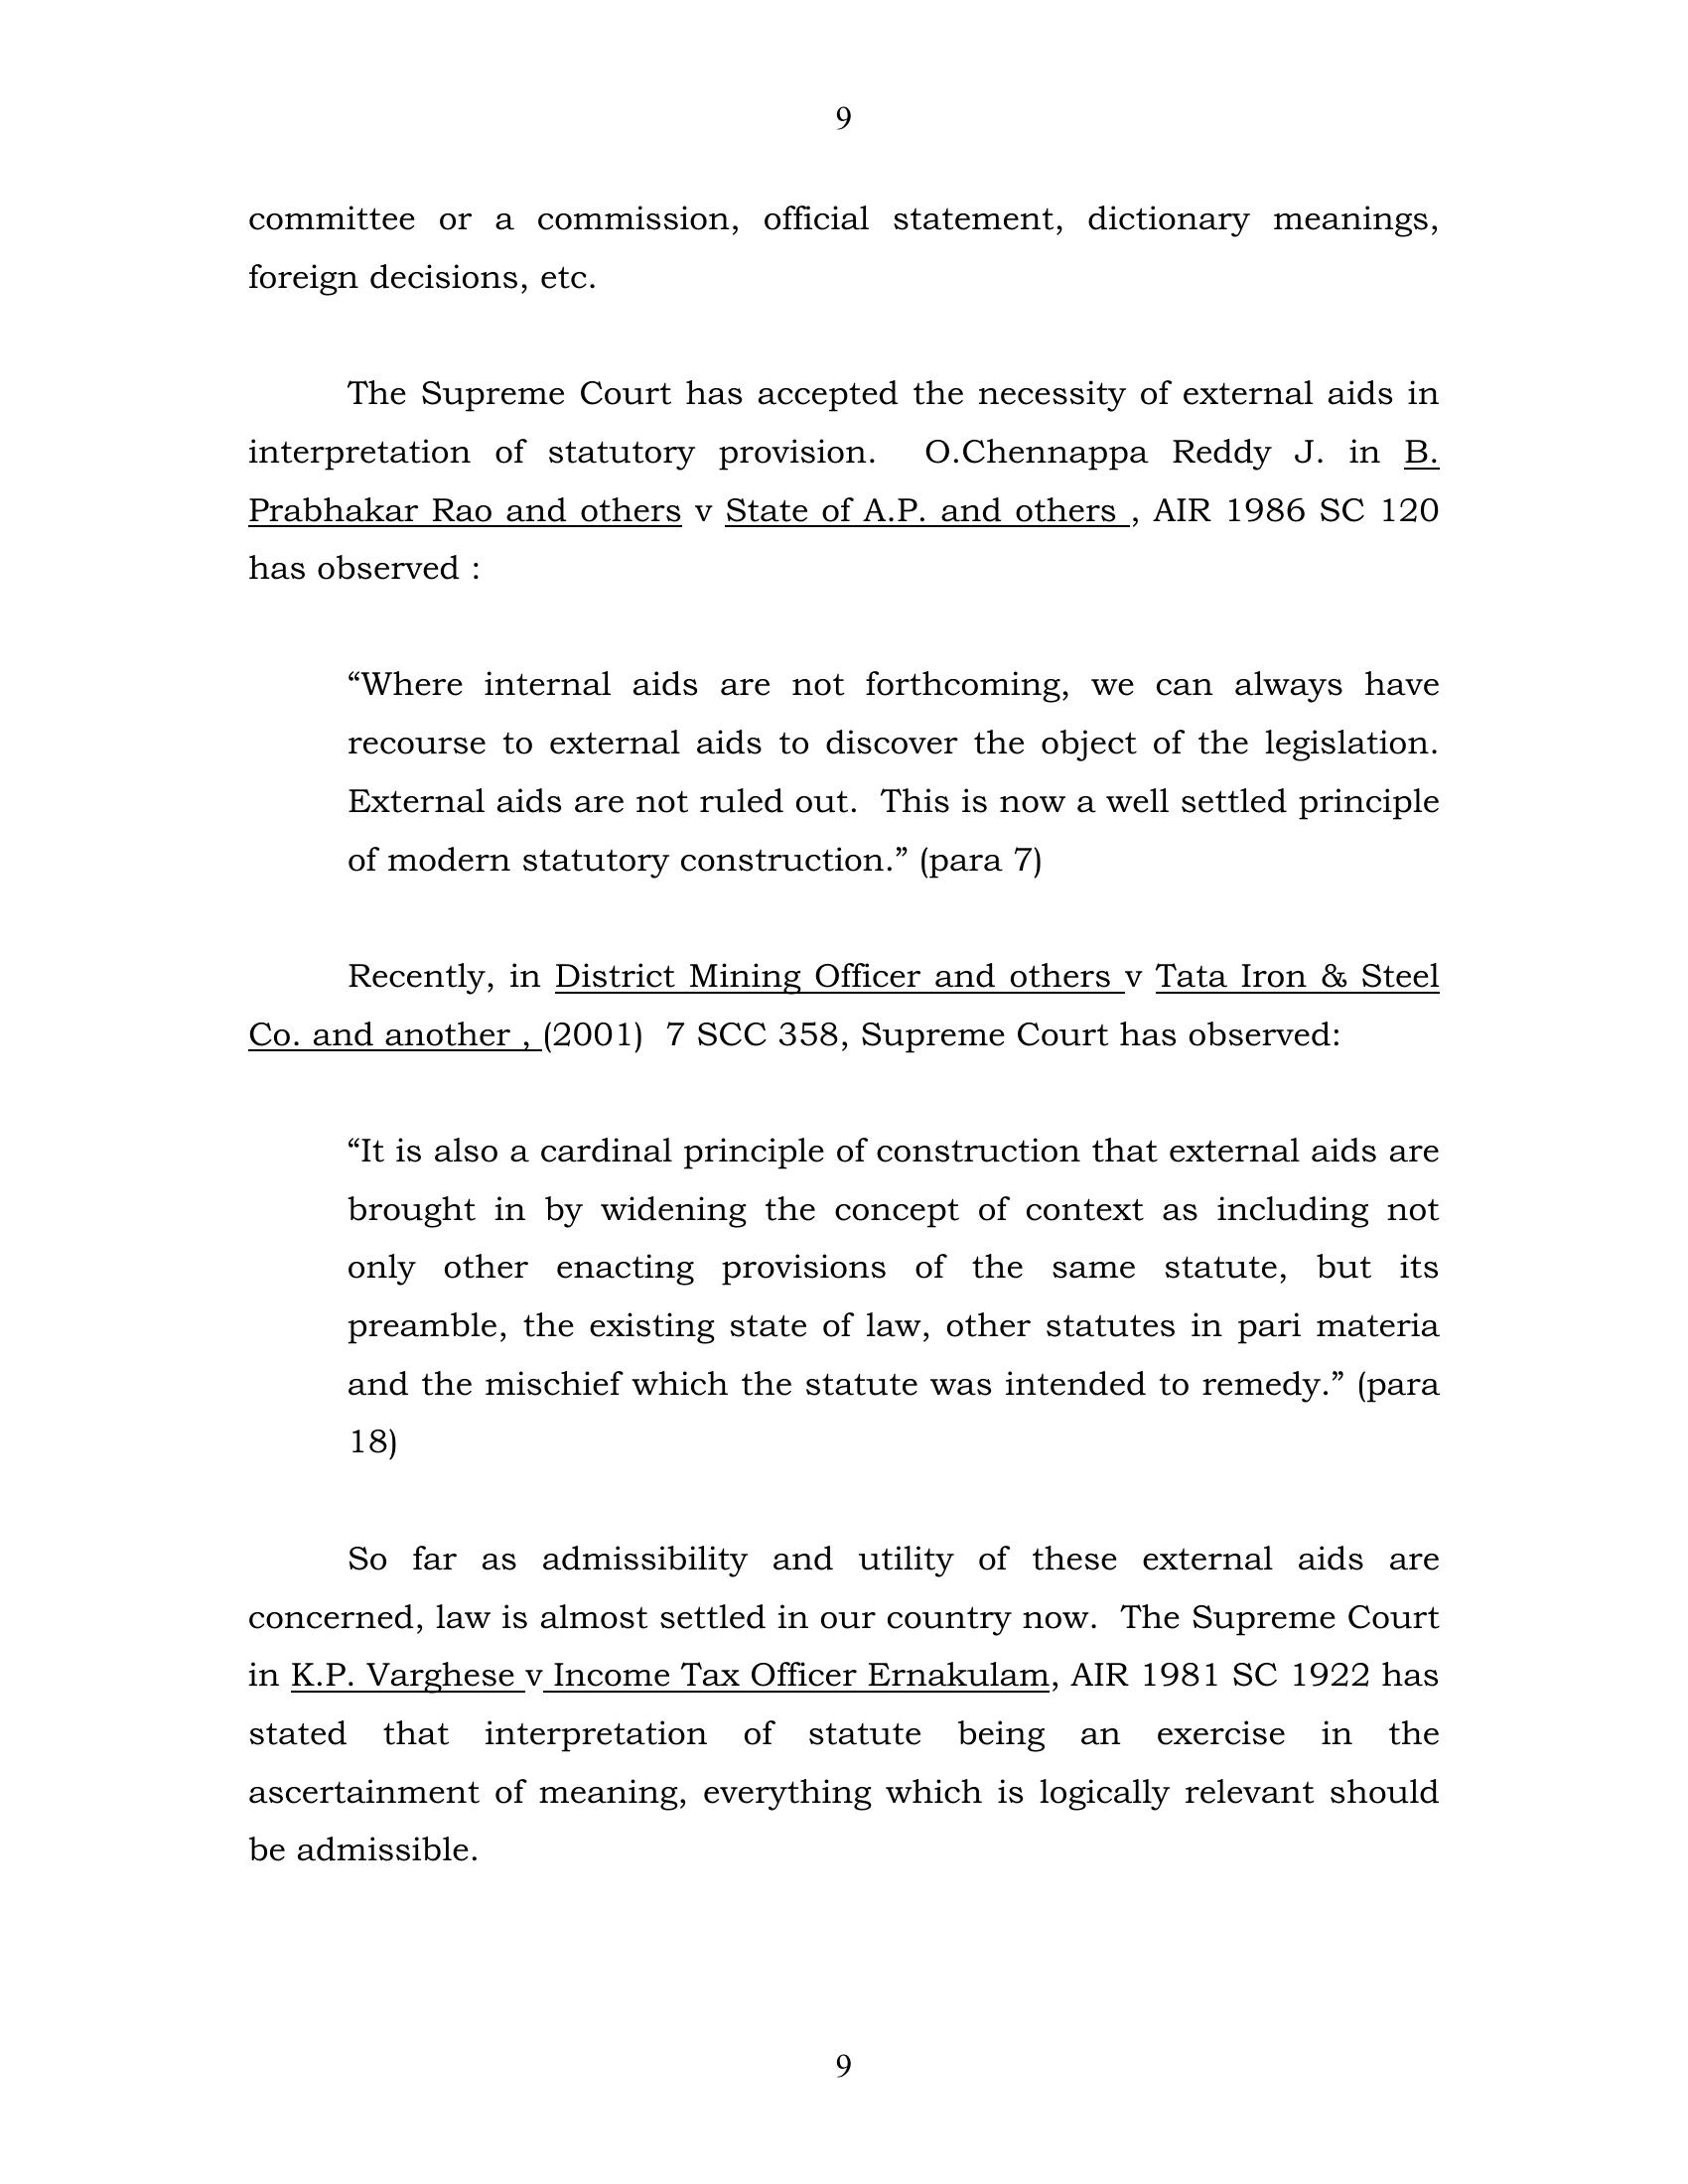 9
committee or a commission, official statement, dictionary meanings,
foreign decisions, etc.
The Supreme Court has accepted the necessity of external aids in
interpretation of statutory provision. O.Chennappa Reddy J. in B.
Prabhakar Rao and others v State of A.P. and others , AIR 1986 SC 120
has observed :
“Where internal aids are not forthcoming, we can always have
recourse to external aids to discover the object of the legislation.
External aids are not ruled out. This is now a well settled principle
of modern statutory construction.” (para 7)
Recently, in District Mining Officer and others v Tata Iron & Steel
Co. and another , (2001) 7 SCC 358, Supreme Court has observed:
“It is also a cardinal principle of construction that external aids are
brought in by widening the concept of context as including not
only other enacting provisions of the same statute, but its
preamble, the existing state of law, other statutes in pari materia
and the mischief which the statute was intended to remedy.” (para
18)
So far as admissibility and utility of these external aids are
concerned, law is almost settled in our country now. The Supreme Court
in K.P. Varghese v Income Tax Officer Ernakulam, AIR 1981 SC 1922 has
stated that interpretation of statute being an exercise in the
ascertainment of meaning, everything which is logically relevant should
be admissible.
9